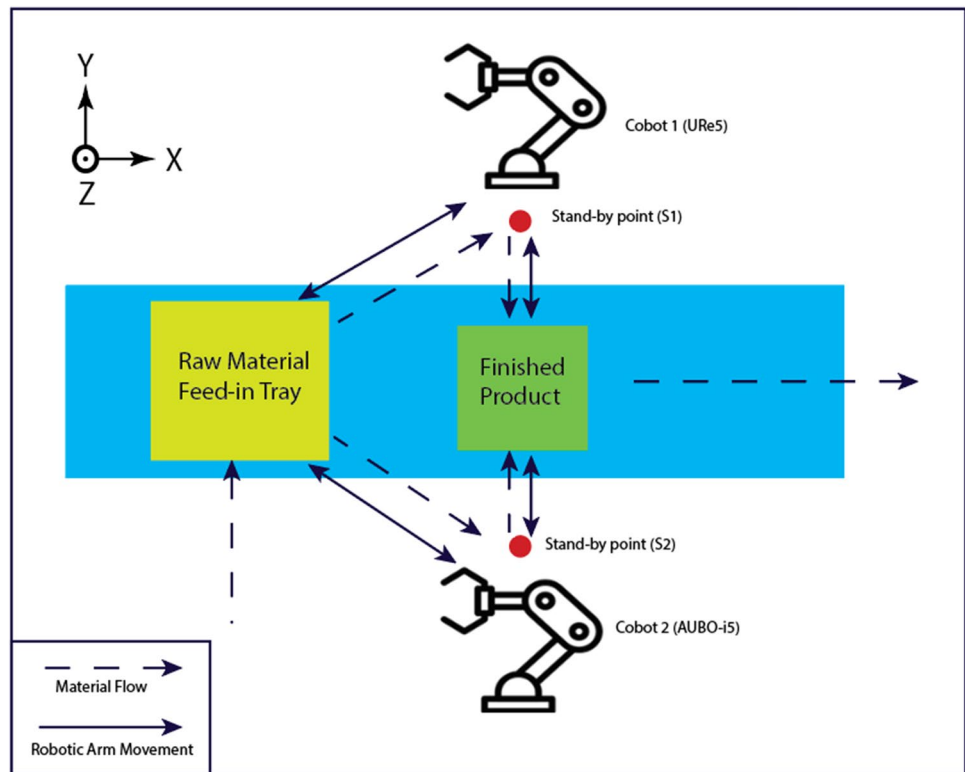 Y
X
Z
Cobot 1 (URe5)
Stand-by point (S1)
Raw Material
Feed-in Tray
Finished
Product
Stand-by point (S2)
Cobot 2 (AUBO-i5)
Material Flow
Robotic Arm Movement